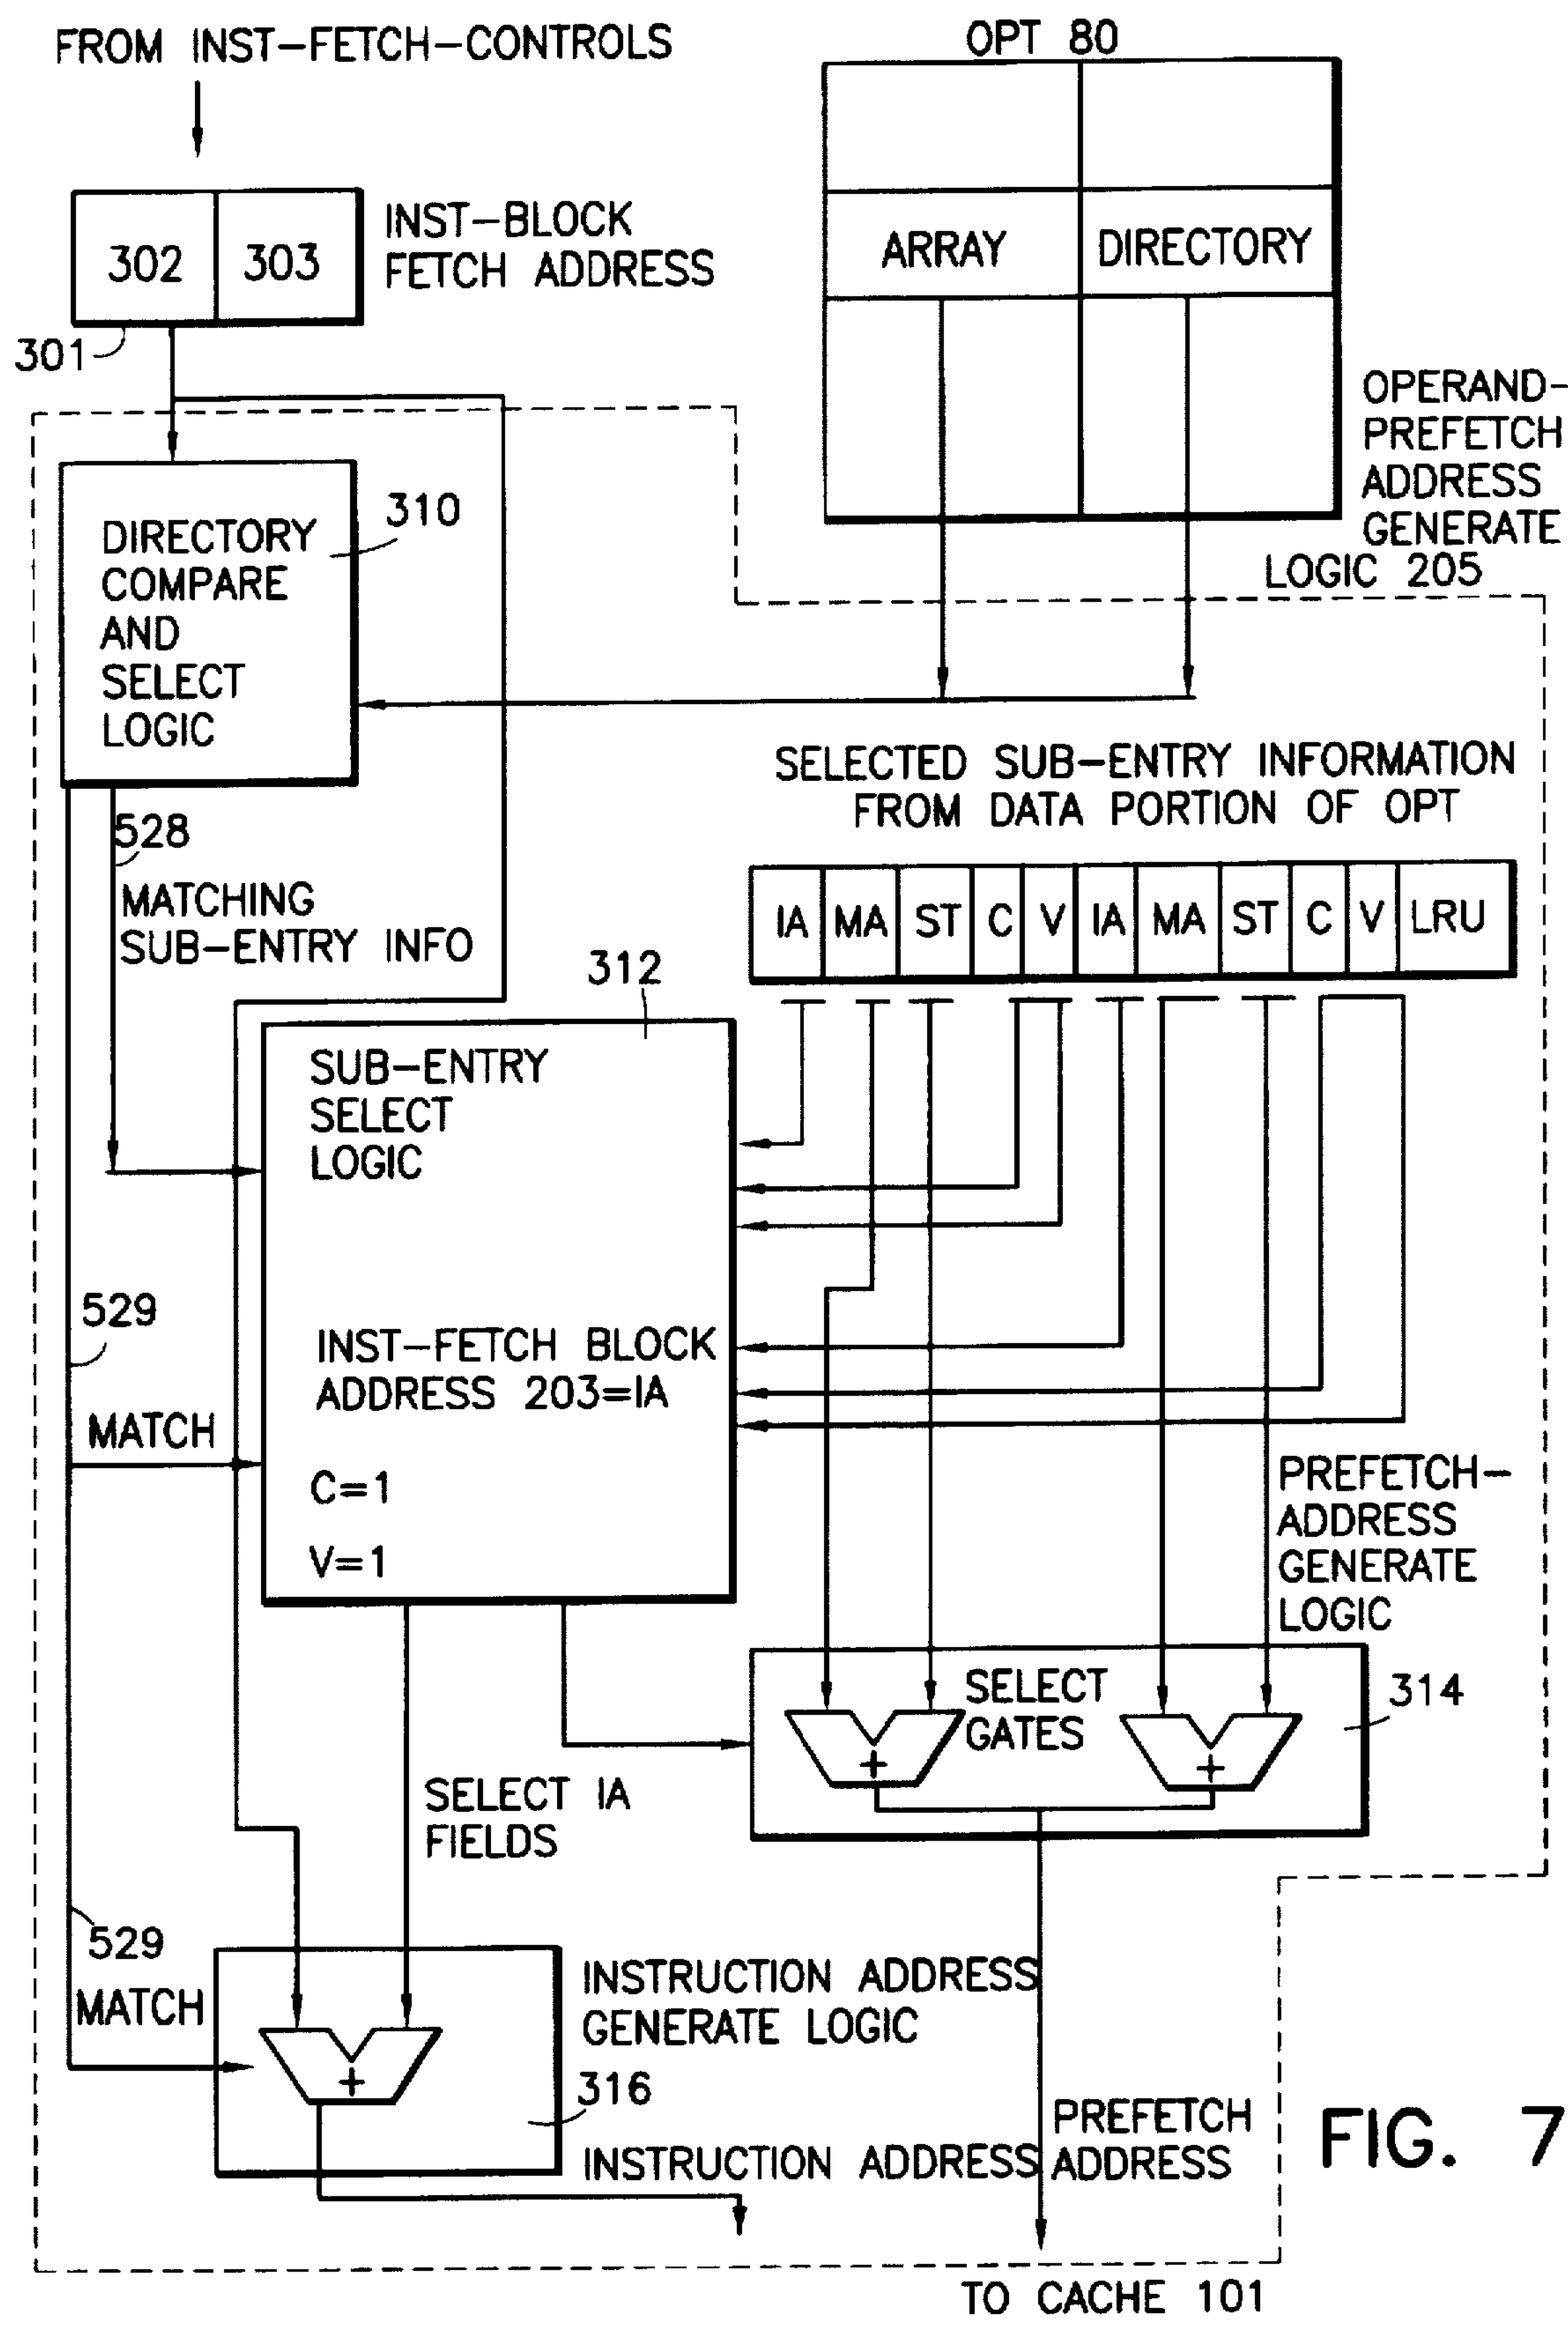 FROM INST-FETCH-CONTROLS
OPT 80
302 303
INST-BLOCK
FETCH ADDRESS
301
ARRAY DIRECTORY
OPERAND-
PREFETCH
ADDRESS
GENERATE
LOGIC 205
310
DIRECTORY
COMPARE
AND
SELECT
LOGIC
SELECTED SUB-ENTRY INFORMATION
FROM DATA PORTION OF OPT
528
MATCHING
SUB-ENTRY INFO
IA MA ST C V IA MA ST C V LRU
312
SUB-ENTRY
SELECT
LOGIC
529
INST-FETCH BLOCK
ADDRESS 203=IA
MATCH
C=1
V=1
PREFETCH-
ADDRESS
GENERATE
LOGIC
SELECT
GATES
314
+ +
SELECT IA
FIELDS
529
MATCH
INSTRUCTION ADDRESS
GENERATE LOGIC
+
316
INSTRUCTION ADDRESS
PREFETCH
ADDRESS
FIG. 7
TO CACHE 101